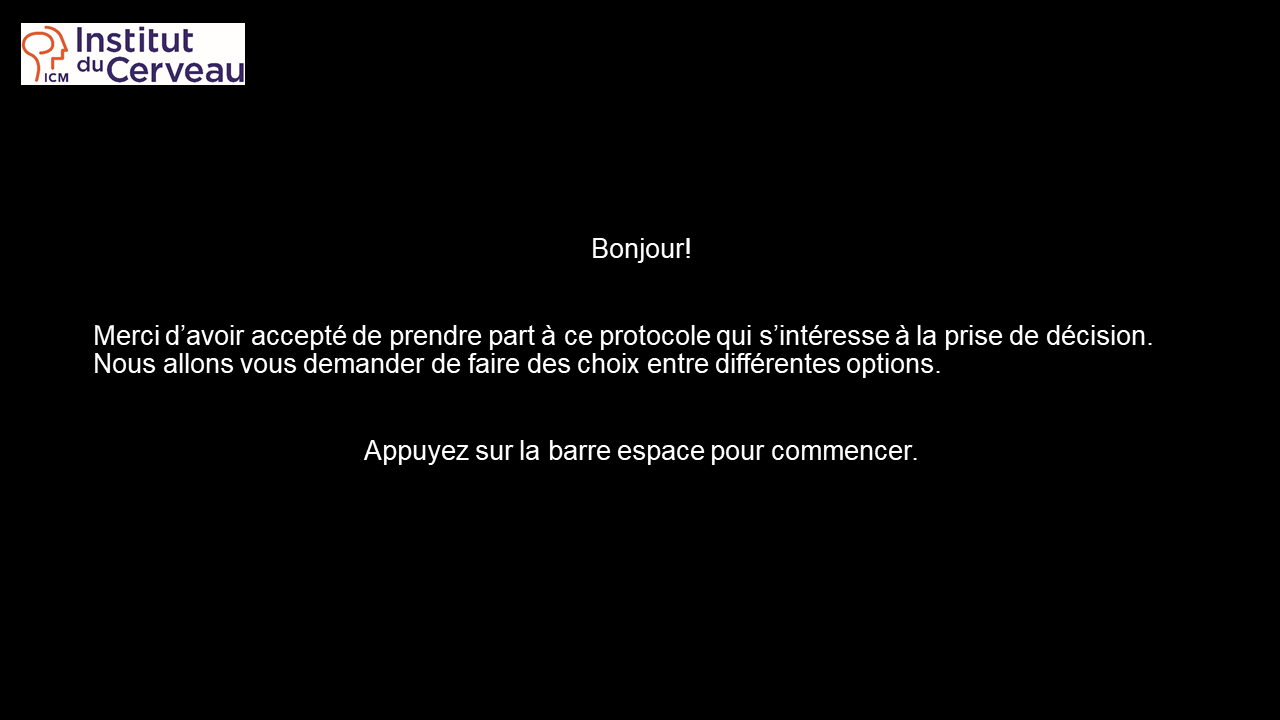 Institut
du Cerveau
ICM
Bonjour!
Merci d’avoir accepté de prendre part à ce protocole qui s’intéresse à la prise de décision.
Nous allons vous demander de faire des choix entre différentes options.
Appuyez sur la barre espace pour commencer.